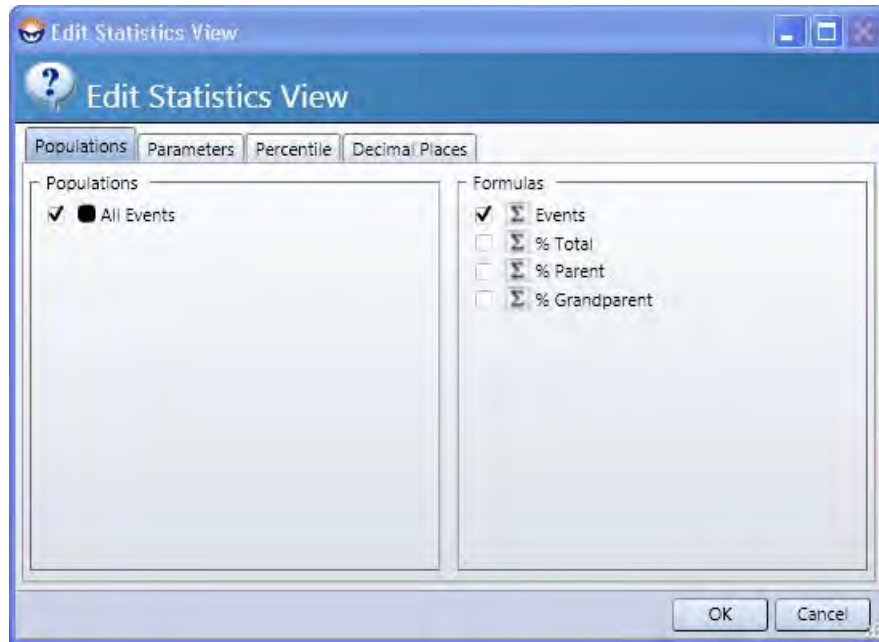 Edit Statistics View
Edit Statistics View
Populations Parameters Percentile Decimal Places
Populations
All Events
Formulas
Σ Events
Σ % Total
Σ % Parent
Σ % Grandparent
OK Cancel